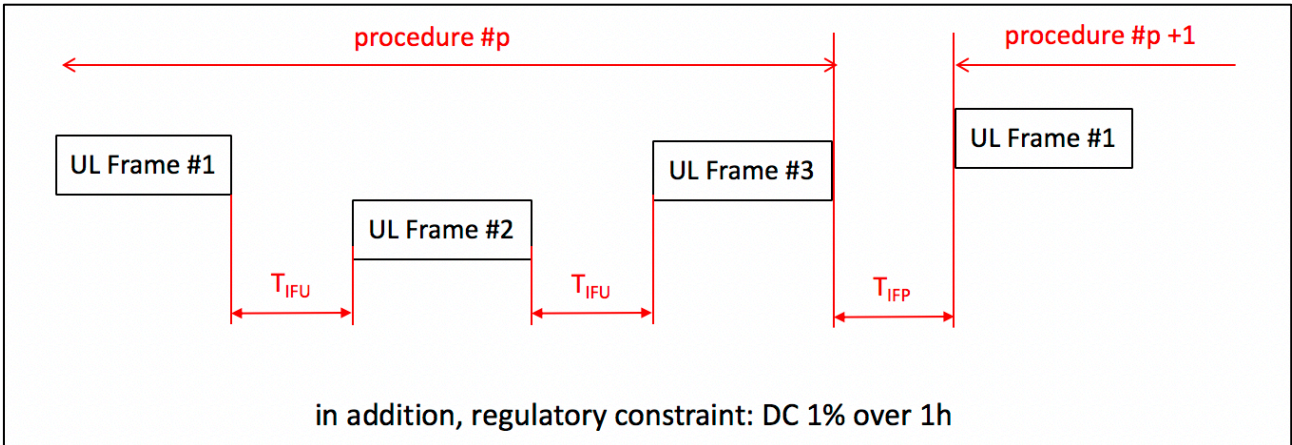 procedure #p
procedure #p +1
UL Frame #1
UL Frame #2
UL Frame #3
UL Frame #1
TIFU
TIFU
TIFP
in addition, regulatory constraint: DC 1% over 1h